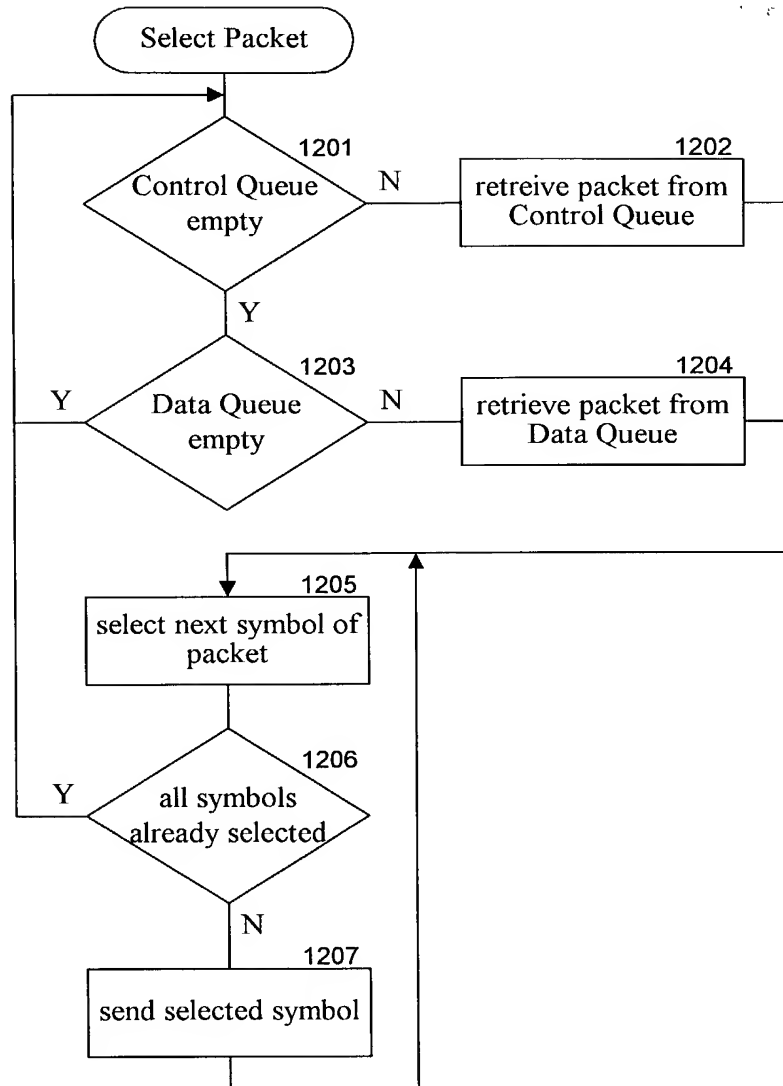 Select Packet
1201
Control Queue
empty
N
1202
retreive packet from
Control Queue
Y
1203
Data Queue
empty
Y
N
1204
retrieve packet from
Data Queue
1205
select next symbol of
packet
1206
all symbols
already selected
Y
N
1207
send selected symbol